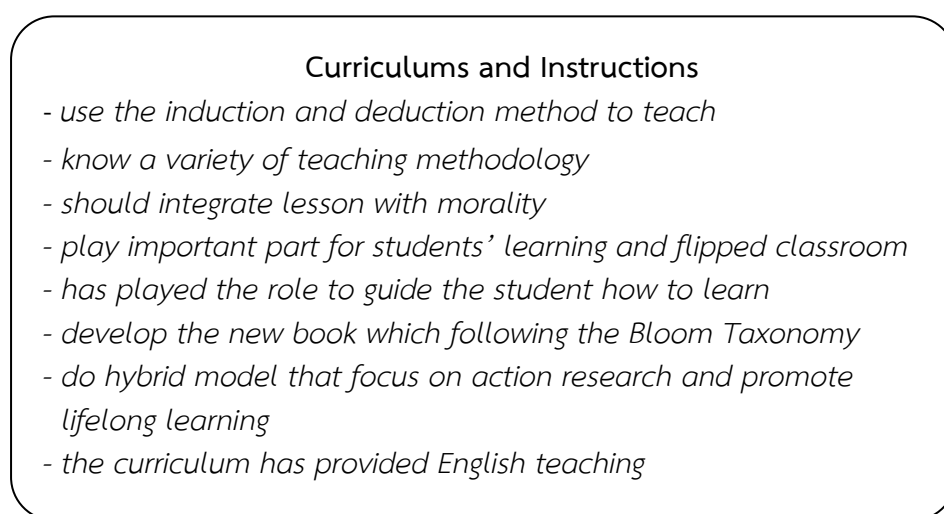 Curriculums and Instructions
- use the induction and deduction method to teach
- know a variety of teaching methodology
- should integrate lesson with morality
- play important part for students’ learning and flipped classroom
- has played the role to guide the student how to learn
- develop the new book which following the Bloom Taxonomy
- do hybrid model that focus on action research and promote
lifelong learning
- the curriculum has provided English teaching